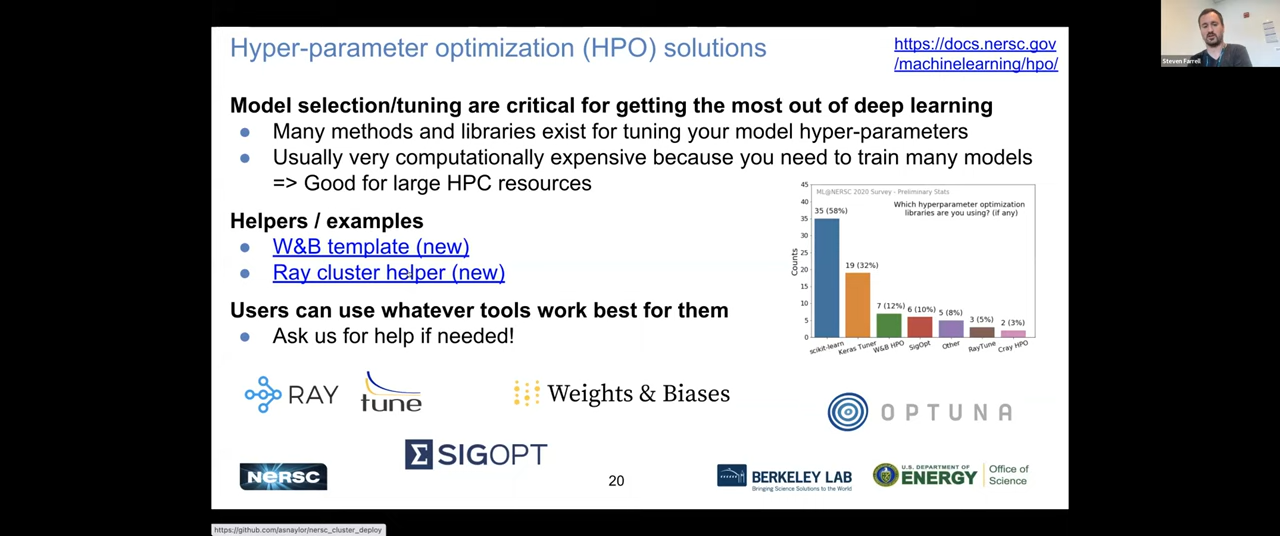 Hyper-parameter optimization (HPO) solutions
https://docs.nersc.gov
/machinelearning/hpo/
Steven Farrell
Model selection/tuning are critical for getting the most out of deep learning
● Many methods and libraries exist for tuning your model hyper-parameters
● Usually very computationally expensive because you need to train many models
=> Good for large HPC resources
Helpers / examples
● W&B template (new)
● Ray cluster helper (new)
Users can use whatever tools work best for them
● Ask us for help if needed!
ML@NERSC 2020 Survey - Preliminary Stats
Which hyperparameter optimization
libraries are you using? (if any)
Counts
45
40
35
30
25
20
15
10
5
0
35 (58%)
19 (32%)
7 (12%)
6 (10%)
5 (8%)
3 (5%)
2 (3%)
scikit-learn
Keras Tuner
W&B HPO
SigOpt
Other
RayTune
Cray HPO
RAY
tune
Weights & Biases
OPTUNA
Σ SIGOPT
NERSC
20
BERKELEY LAB
Bringing Science Solutions to the World
U.S. DEPARTMENT OF
ENERGY
Office of
Science
https://github.com/asnaylor/nersc_cluster_deploy